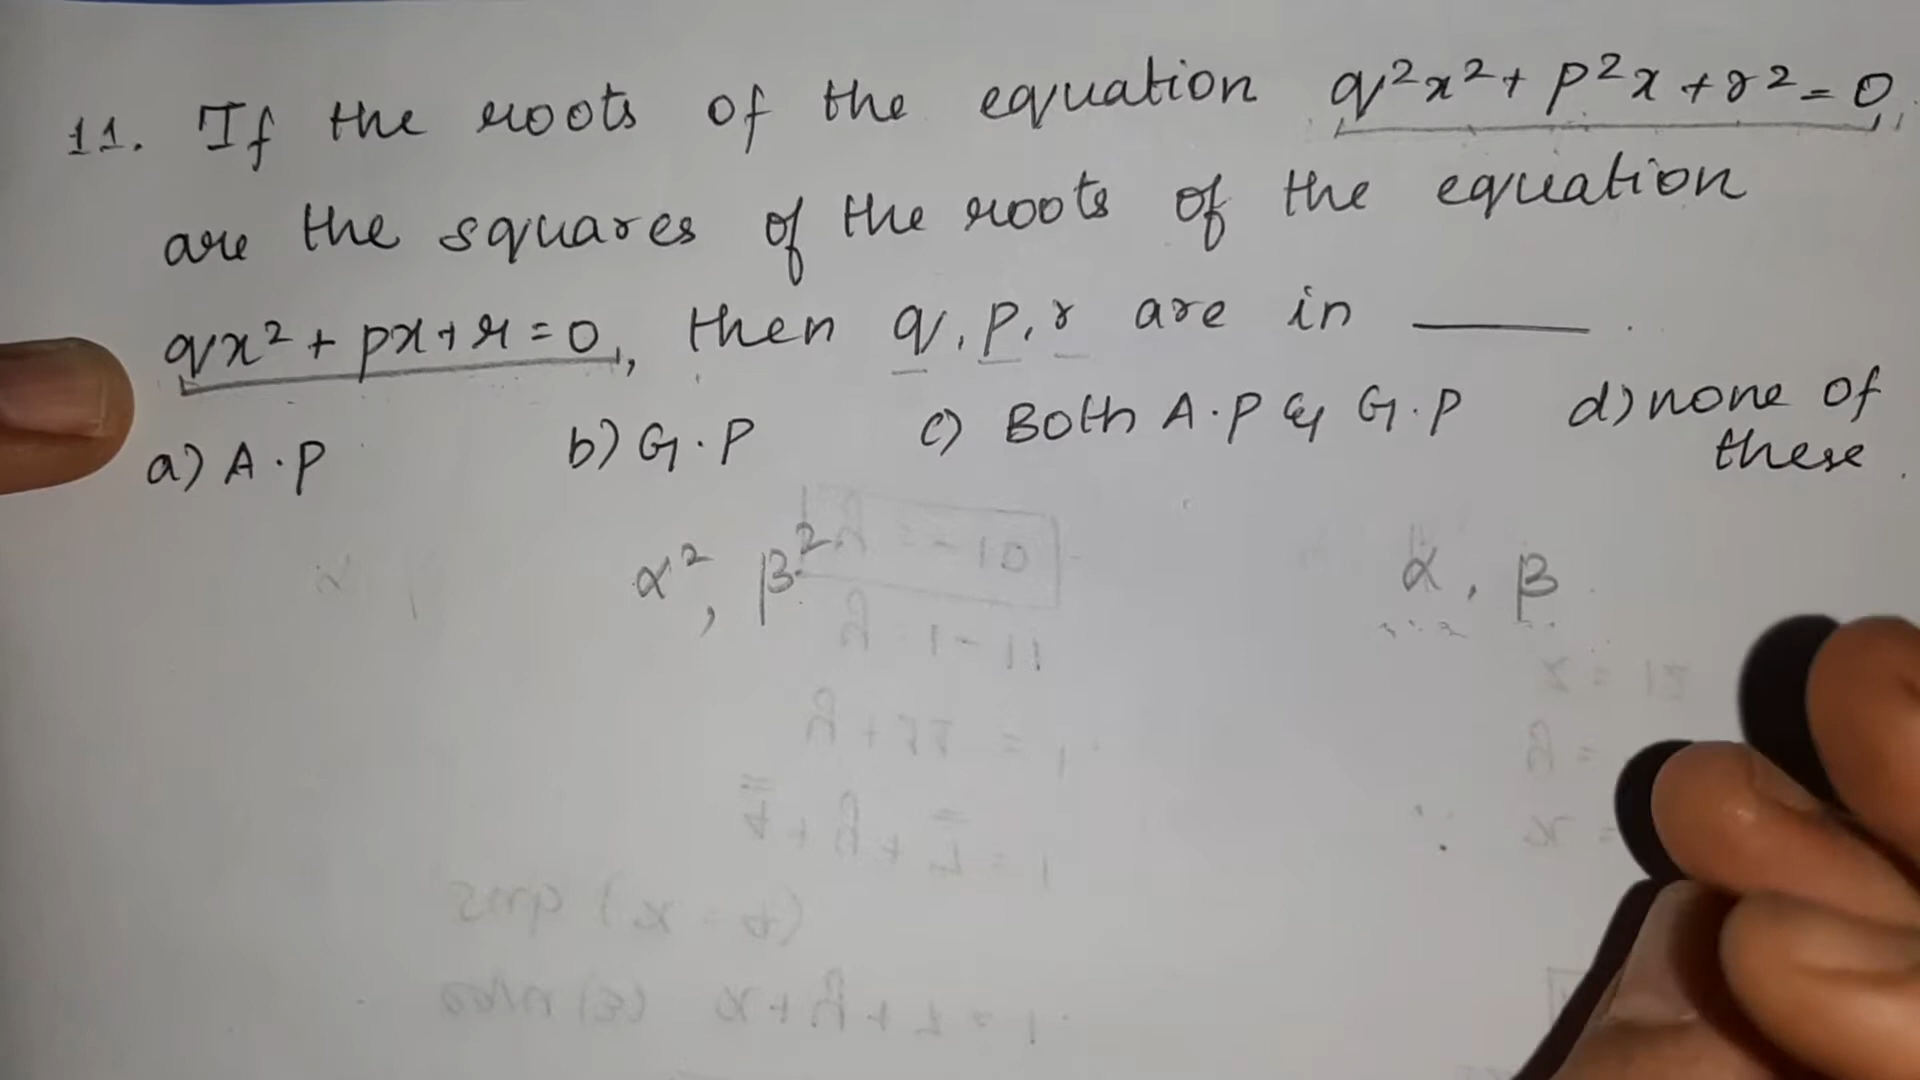 11. If the roots of the equation q²x² + p²x + r² = 0,
are the squares of the roots of the equation
qx² + px + r = 0, then q, p, r are in ______.
a) A.P b) G.P c) Both A.P & G.P d) none of
these.
α², β² α, β